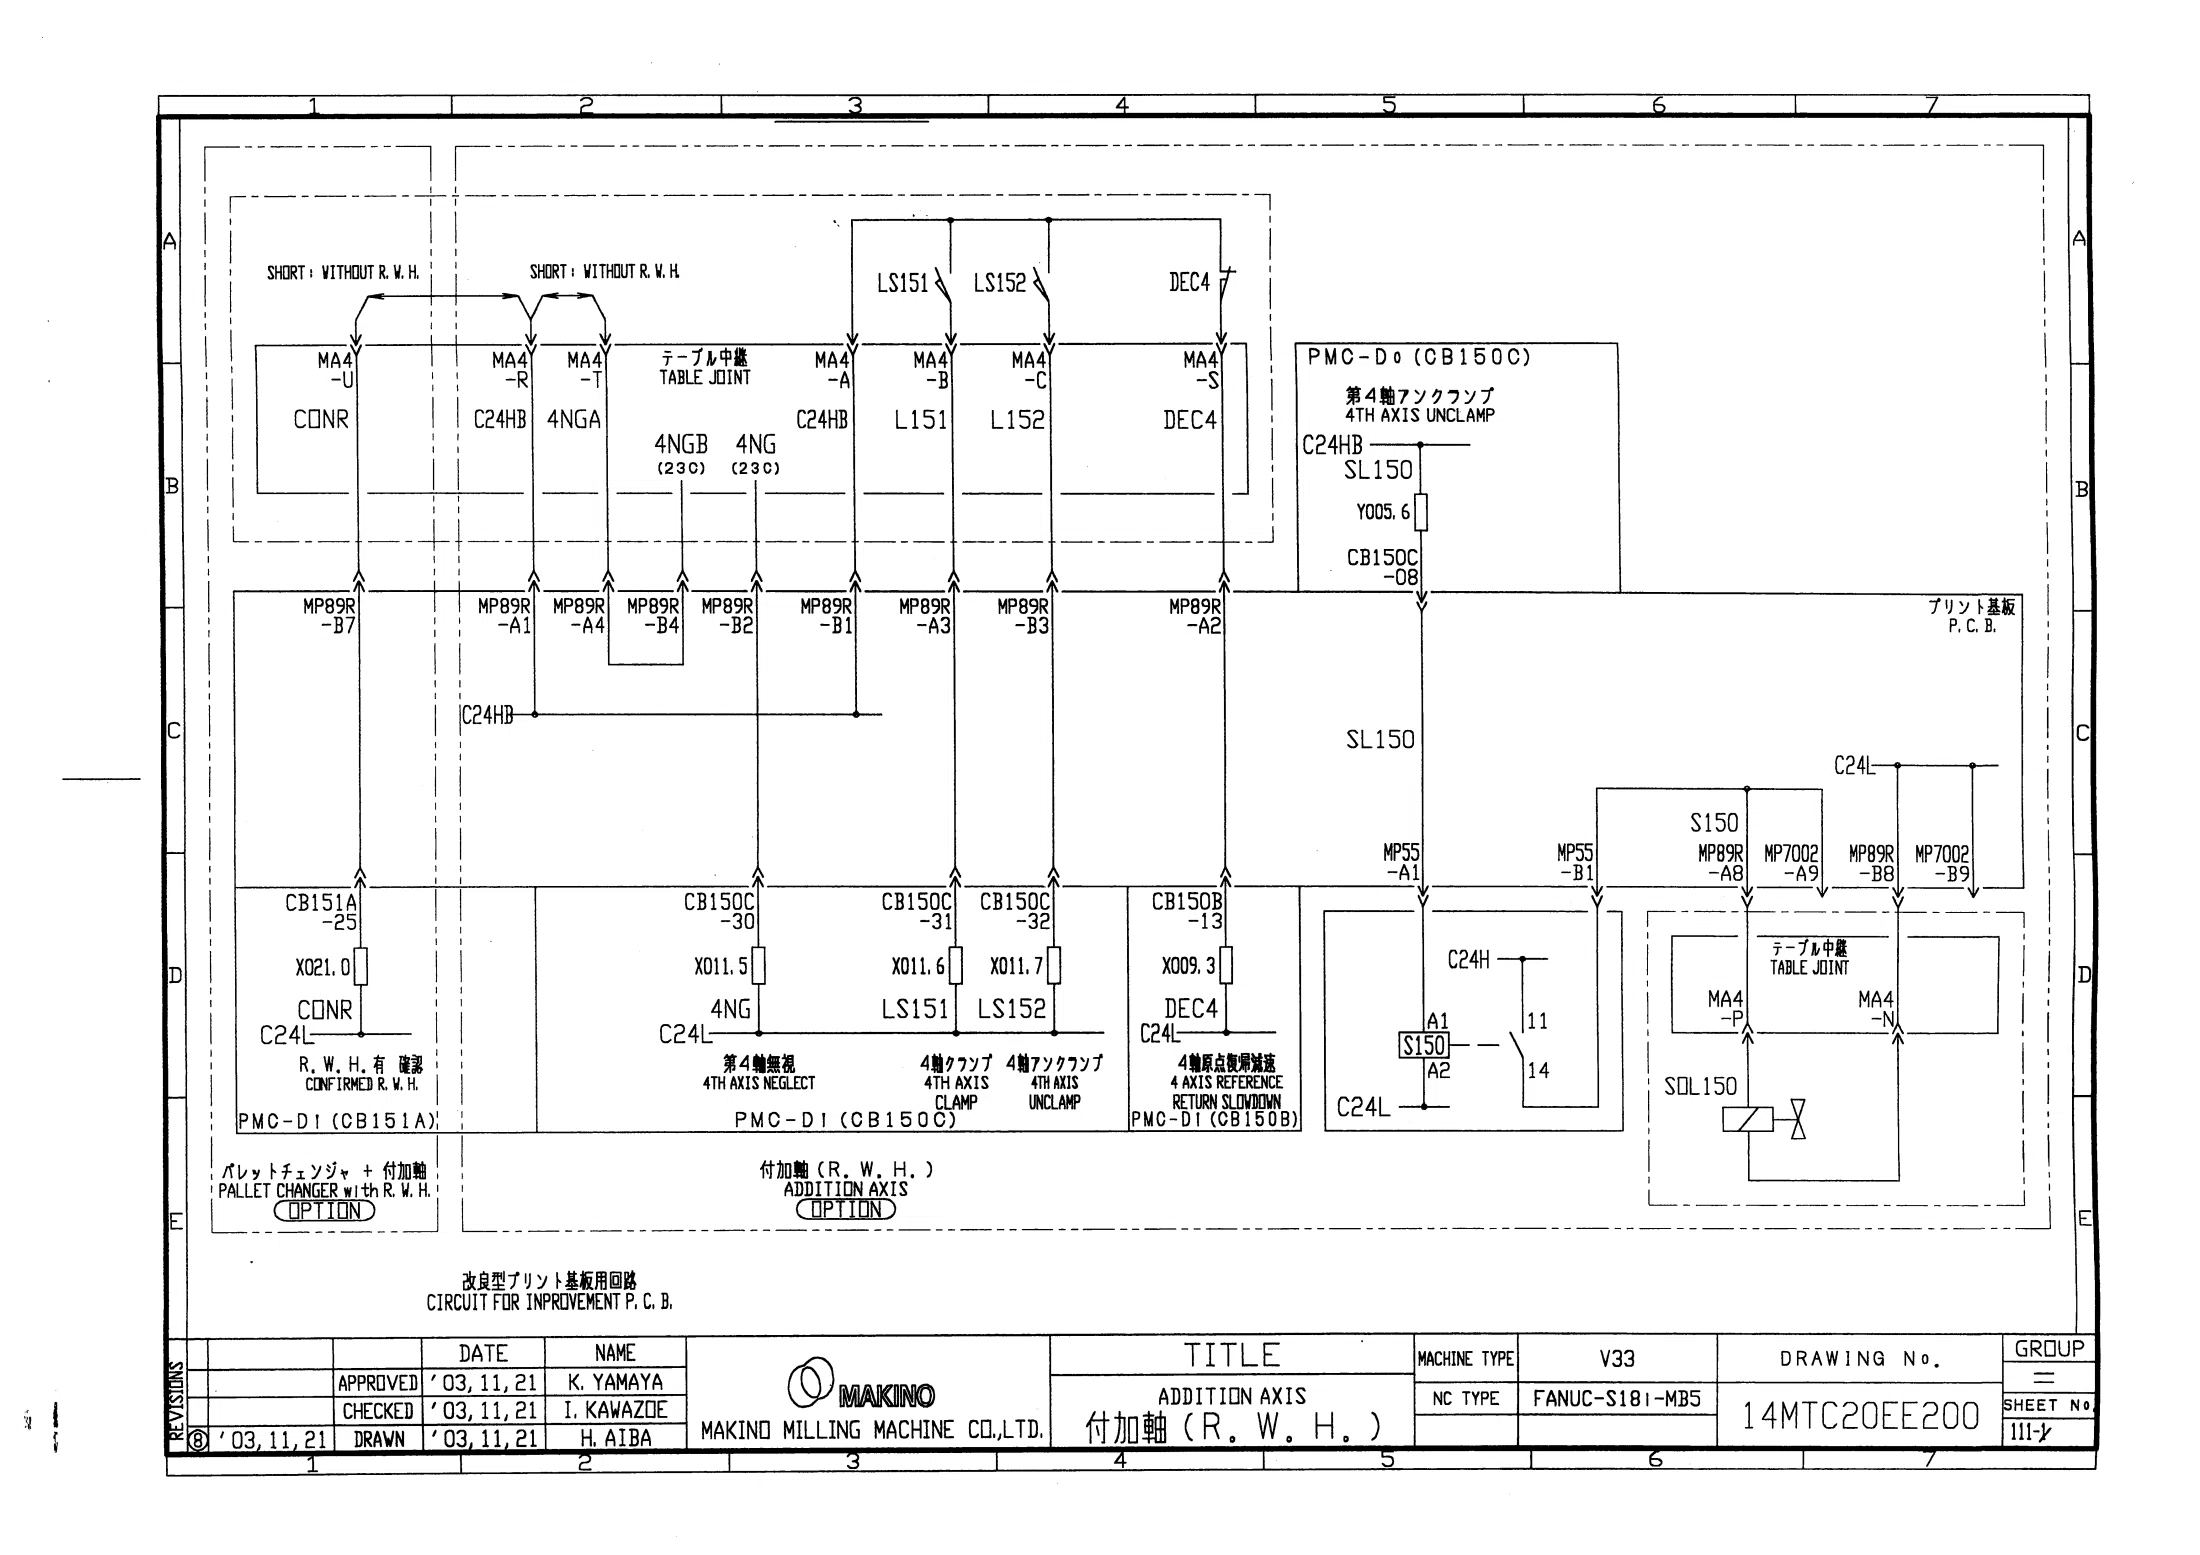 1 2 3 4 5 6 7
A A
SHORT: WITHOUT R. W. H.
SHORT: WITHOUT R. W. H.
LS151 LS152 DEC4
MA4 MA4 MA4 テーブル中継 MA4 MA4 MA4 MA4
-U -R -T TABLE JOINT -A -B -C -S
CONR C24HB 4NGA C24HB L151 L152 DEC4
4NGB 4NG
(23C) (23C)
PMC-Do (CB150C)
第4軸アンクランプ
4TH AXIS UNCLAMP
C24HB
SL150
B B
Y005.6
CB150C
-08
プリント基板
P. C. B.
MP89R MP89R MP89R MP89R MP89R MP89R MP89R MP89R MP89R
-B7 -A1 -A4 -B4 -B2 -B1 -A3 -B3 -A2
C24HB
C C
SL150
C24L
S150
MP55 MP55 MP89R MP7002 MP89R MP7002
-A1 -B1 -A8 -A9 -B8 -B9
CB151A CB150C CB150C CB150C CB150B
-25 -30 -31 -32 -13
D D
X021.0 X011.5 X011.6 X011.7 X009.3
CONR 4NG LS151 LS152 DEC4
C24L C24L C24L
R. W. H. 有 確認
CONFIRMED R. W. H.
第4軸無視
4TH AXIS NEGLECT
4軸クランプ
4TH AXIS
CLAMP
4軸アンクランプ
4TH AXIS
UNCLAMP
4軸原点復帰減速
4 AXIS REFERENCE
RETURN SLOWDOWN
PMC-DI (CB151A) PMC-DI (CB150C) PMC-DI (CB150B)
C24H
A1 11
S150
A2 14
C24L
テーブル中継
TABLE JOINT
MA4 MA4
-P -N
SOL150
パレットチェンジャ + 付加軸
PALLET CHANGER with R. W. H.
OPTION
付加軸 (R. W. H. )
ADDITION AXIS
OPTION
E E
改良型プリント基板用回路
CIRCUIT FOR INPROVEMENT P. C. B.
REVISIONS
DATE NAME
APPROVED '03, 11, 21 K. YAMAYA
CHECKED '03, 11, 21 I. KAWAZOE
⑧ '03, 11, 21 DRAWN '03, 11, 21 H. AIBA
MAKINO
MAKINO MILLING MACHINE CO.,LTD.
TITLE
ADDITION AXIS
付加軸 (R. W. H. )
MACHINE TYPE V33
NC TYPE FANUC-S18i-MB5
DRAWING No.
14MTC20EE200
GROUP
=
SHEET No.
1 2 3 4 5 6 7